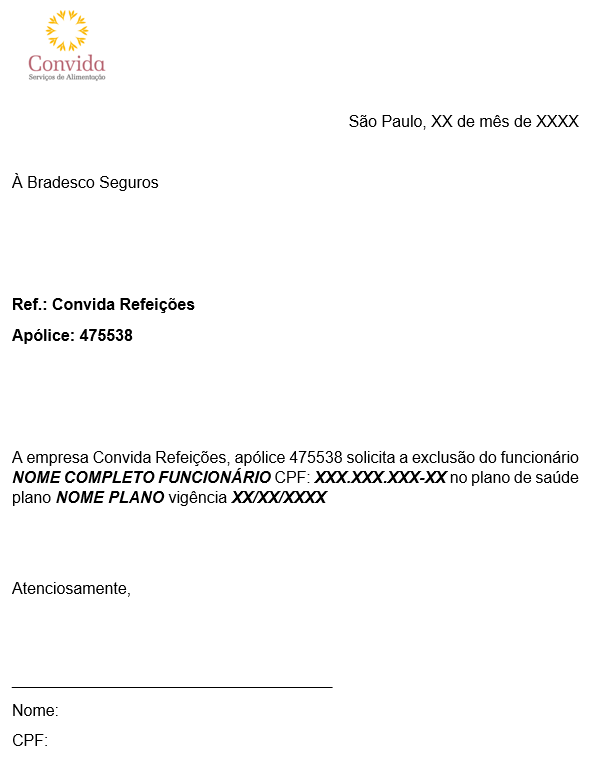 Convida
Serviços de Alimentação
São Paulo, XX de mês de XXXX
À Bradesco Seguros
Ref.: Convida Refeições
Apólice: 475538
A empresa Convida Refeições, apólice 475538 solicita a exclusão do funcionário
NOME COMPLETO FUNCIONÁRIO CPF: XXX.XXX.XXX-XX no plano de saúde
plano NOME PLANO vigência XX/XX/XXXX
Atenciosamente,
Nome:
CPF: